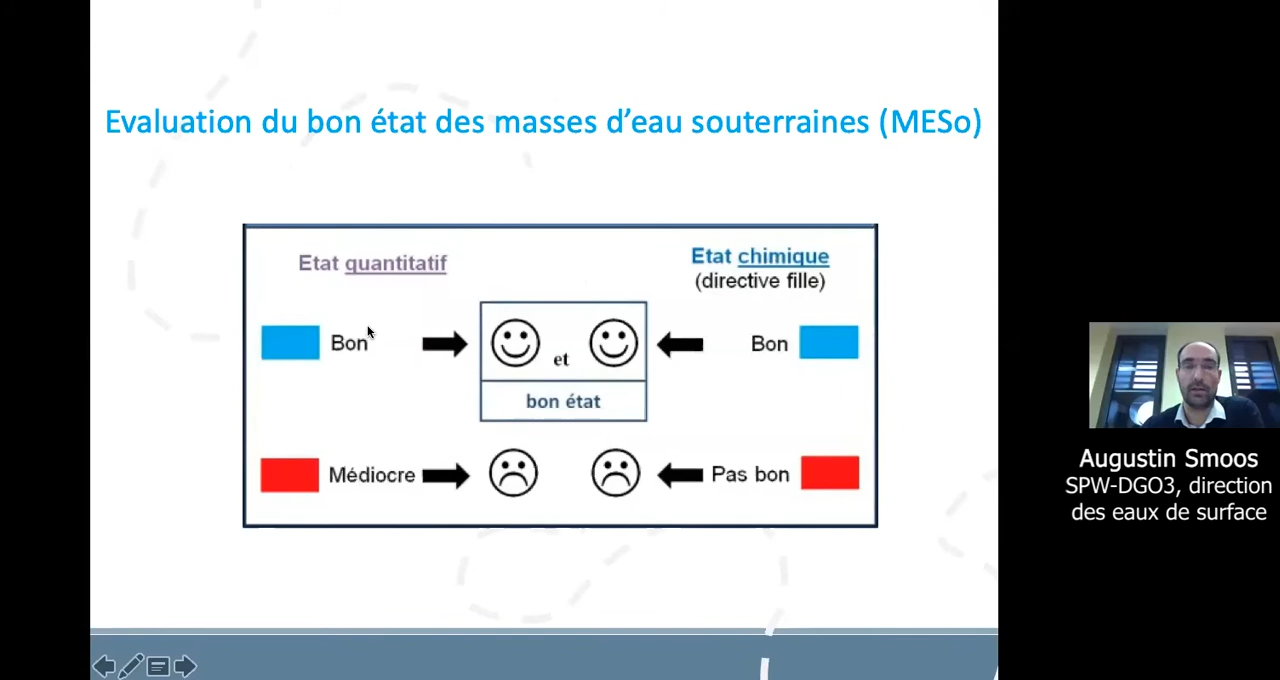 Evaluation du bon état des masses d’eau souterraines (MESo)
Etat quantitatif
Etat chimique
(directive fille)
Bon
et
Bon
bon état
Médiocre
Pas bon
Augustin Smoos
SPW-DGO3, direction
des eaux de surface